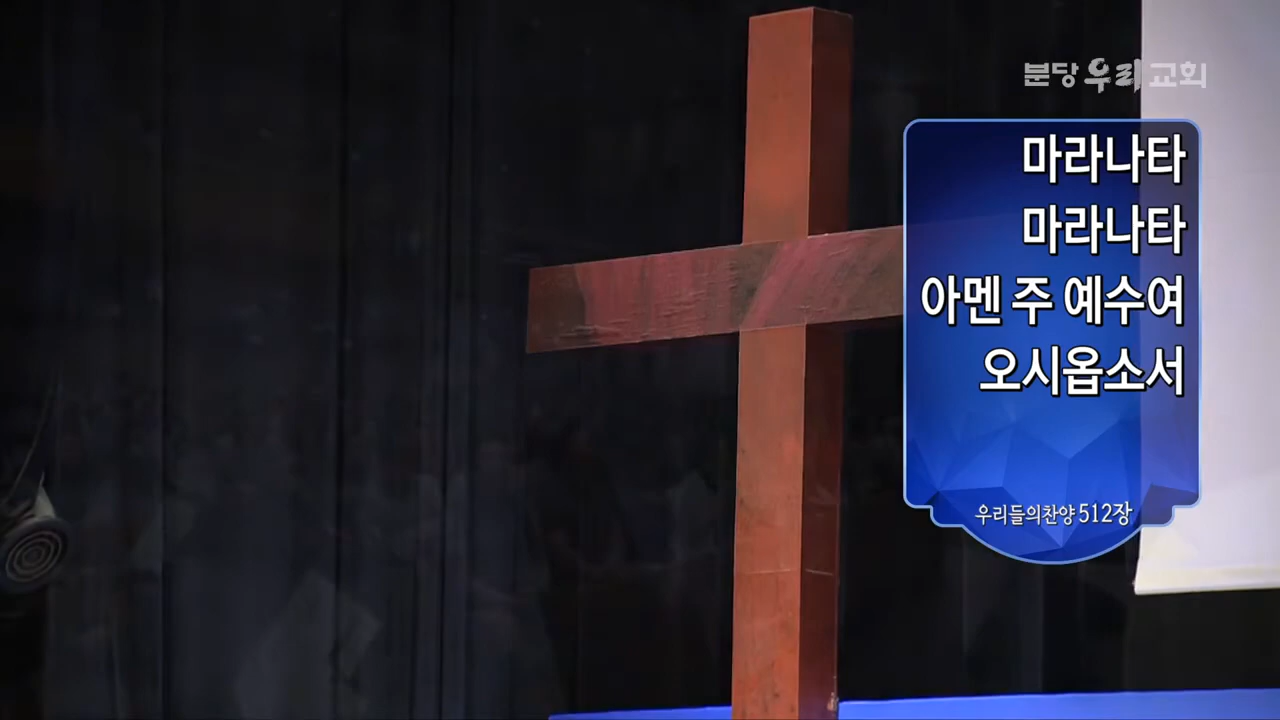 분당우리교회
마라나타
마라나타
아멘 주 예수여
오시옵소서
우리들의찬양 512장